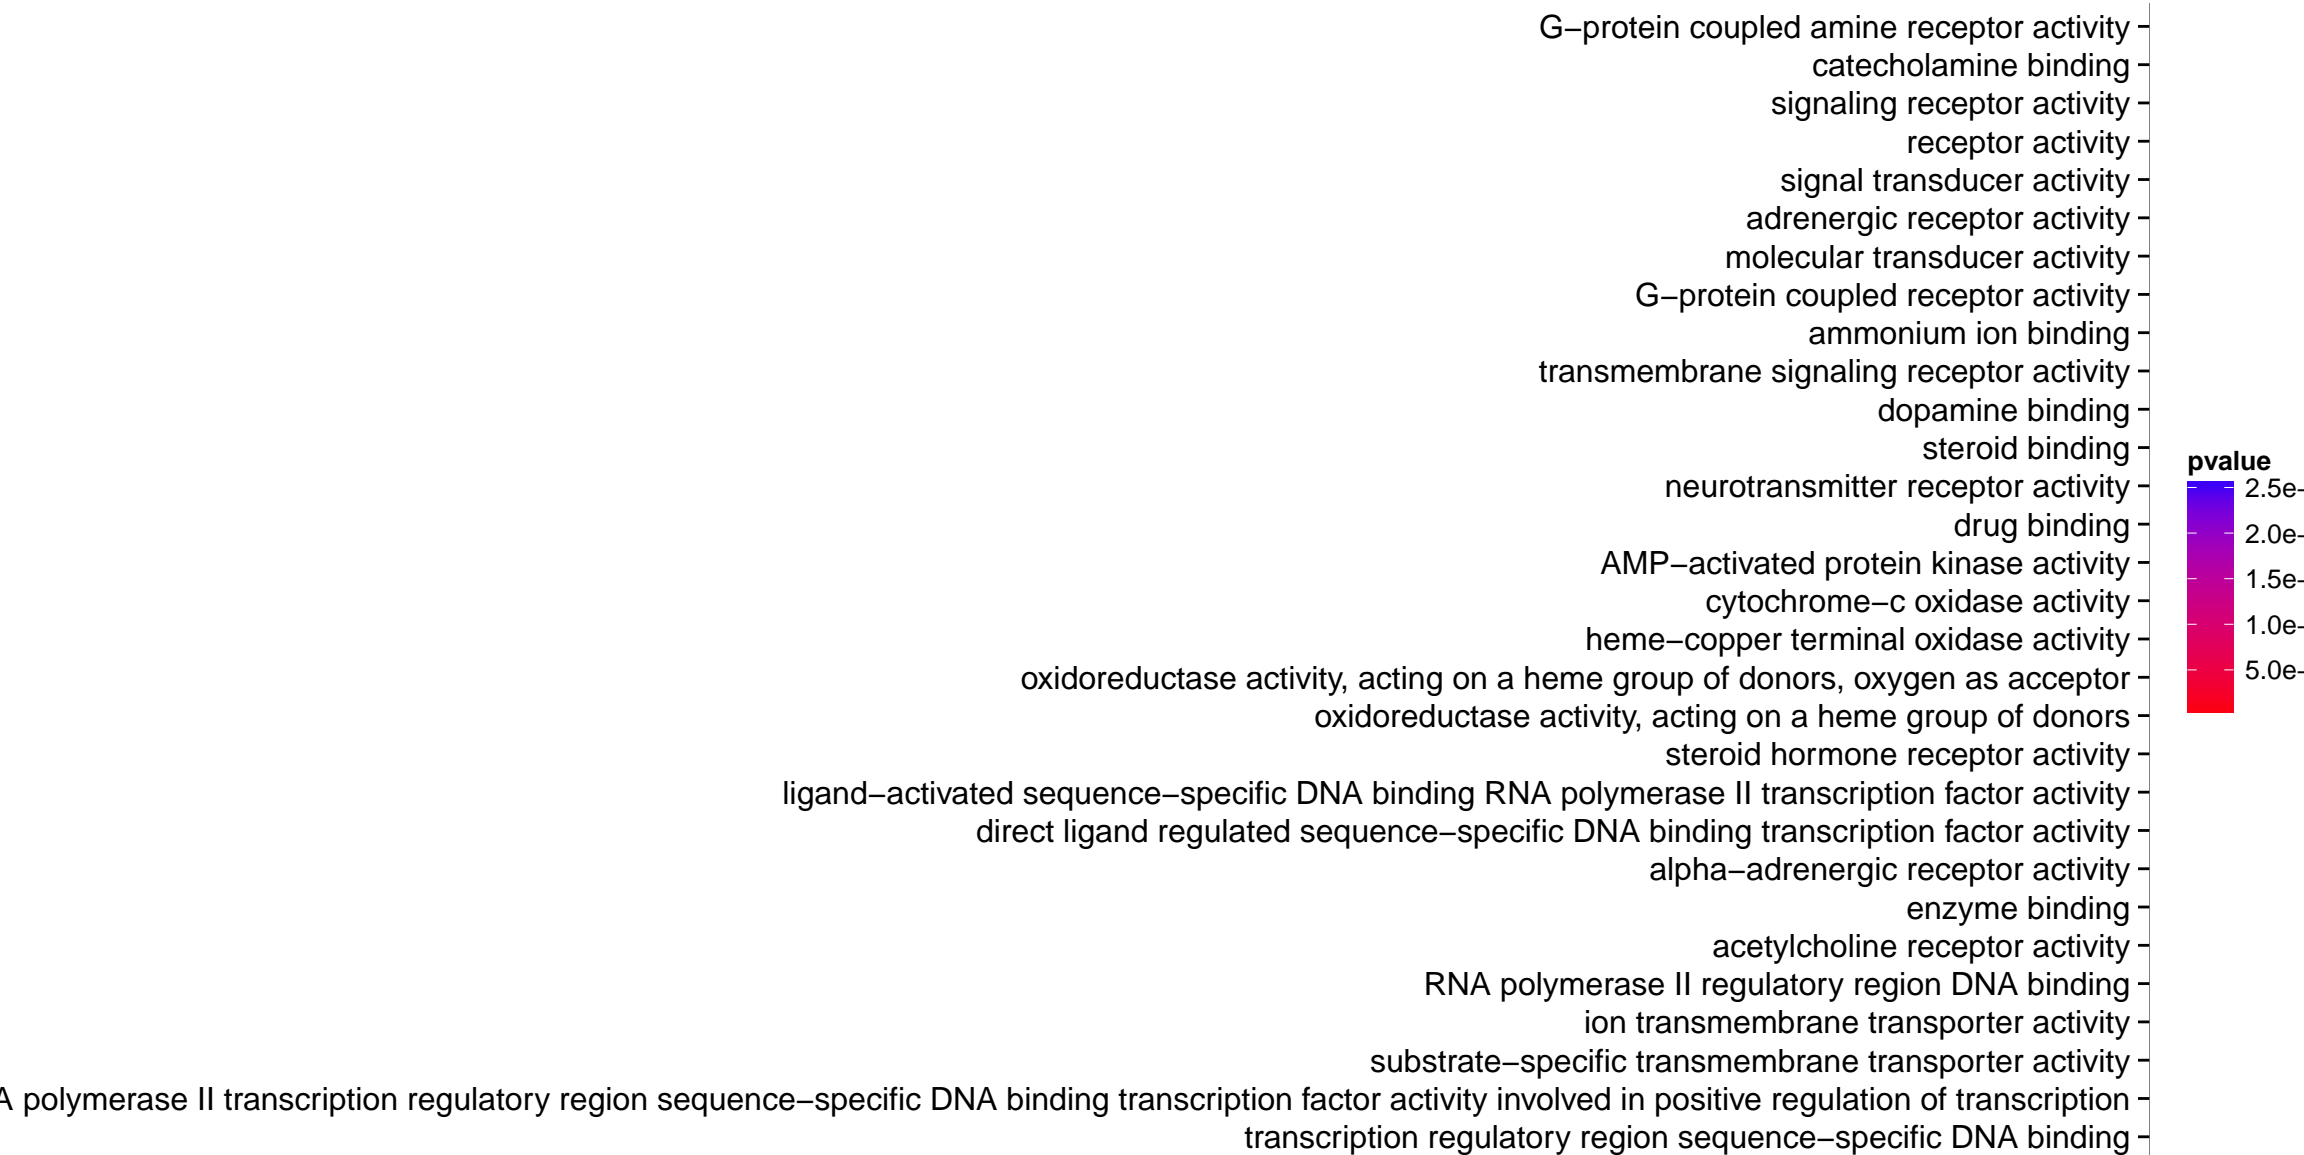 G−protein coupled amine receptor activity
catecholamine binding
signaling receptor activity
receptor activity
signal transducer activity
adrenergic receptor activity
molecular transducer activity
G−protein coupled receptor activity
ammonium ion binding
transmembrane signaling receptor activity
dopamine binding
steroid binding
neurotransmitter receptor activity
drug binding
AMP−activated protein kinase activity
cytochrome−c oxidase activity
heme−copper terminal oxidase activity
oxidoreductase activity, acting on a heme group of donors, oxygen as acceptor
oxidoreductase activity, acting on a heme group of donors
steroid hormone receptor activity
ligand−activated sequence−specific DNA binding RNA polymerase II transcription factor activity
direct ligand regulated sequence−specific DNA binding transcription factor activity
alpha−adrenergic receptor activity
enzyme binding
acetylcholine receptor activity
RNA polymerase II regulatory region DNA binding
ion transmembrane transporter activity
substrate−specific transmembrane transporter activity
A polymerase II transcription regulatory region sequence−specific DNA binding transcription factor activity involved in positive regulation of transcription
transcription regulatory region sequence−specific DNA binding
pvalue
2.5e-
2.0e-
1.5e-
1.0e-
5.0e-